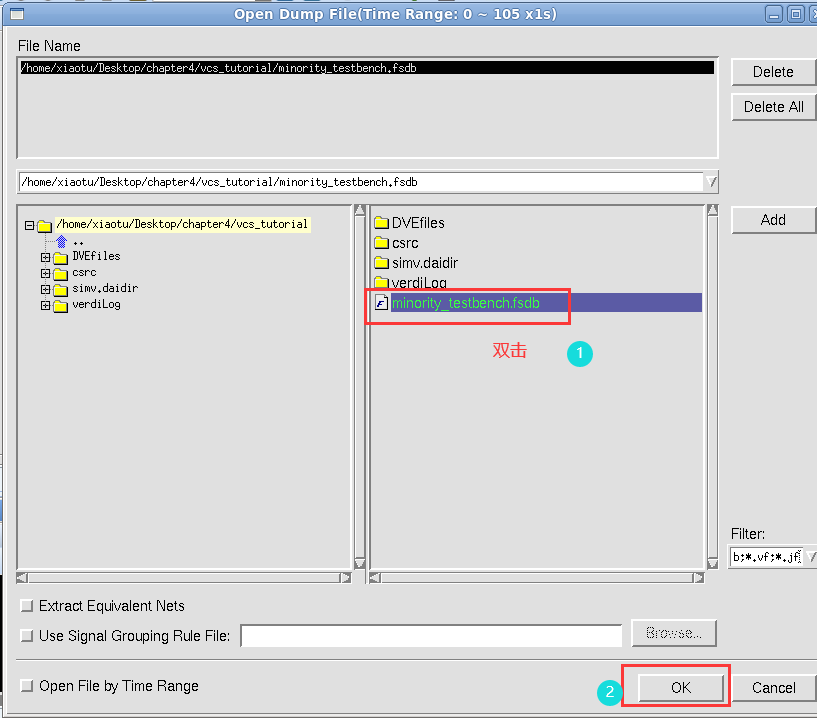 Open Dump File(Time Range: 0 ~ 105 x1s)
File Name
/home/xiaotu/Desktop/chapter4/vcs_tutorial/minority_testbench.fsdb
Delete
Delete All
/home/xiaotu/Desktop/chapter4/vcs_tutorial/minority_testbench.fsdb
Add
/home/xiaotu/Desktop/chapter4/vcs_tutorial
..
DVEfiles
csrc
simv.daidir
verdiLog
DVEfiles
csrc
simv.daidir
verdiLog
minority_testbench.fsdb
双击 1
Filter:
b;*.vf;*.jf
Extract Equivalent Nets
Use Signal Grouping Rule File:
Browse...
Open File by Time Range
2 OK
Cancel